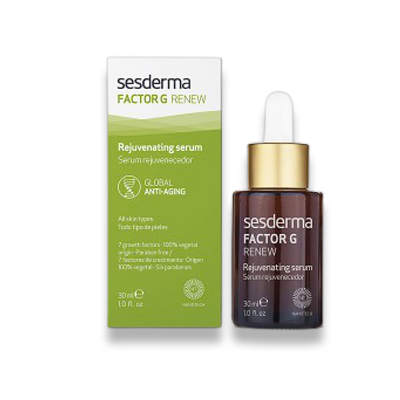 sesderma
FACTOR G RENEW
Rejuvenating serum
Serum rejuvenecedor
GLOBAL
ANTI-AGING
All skin types
Todo tipo de pieles
7 growth factors · 100% vegetal
origin · Paraben free /
7 factores de crecimiento · Origen
100% vegetal · Sin parabenos
30 ml ℮
1.0 fl. oz
NANOTECH
sesderma
FACTOR G
RENEW
Rejuvenating serum
Serum rejuvenecedor
30 ml ℮
1.0 fl. oz
NANOTECH